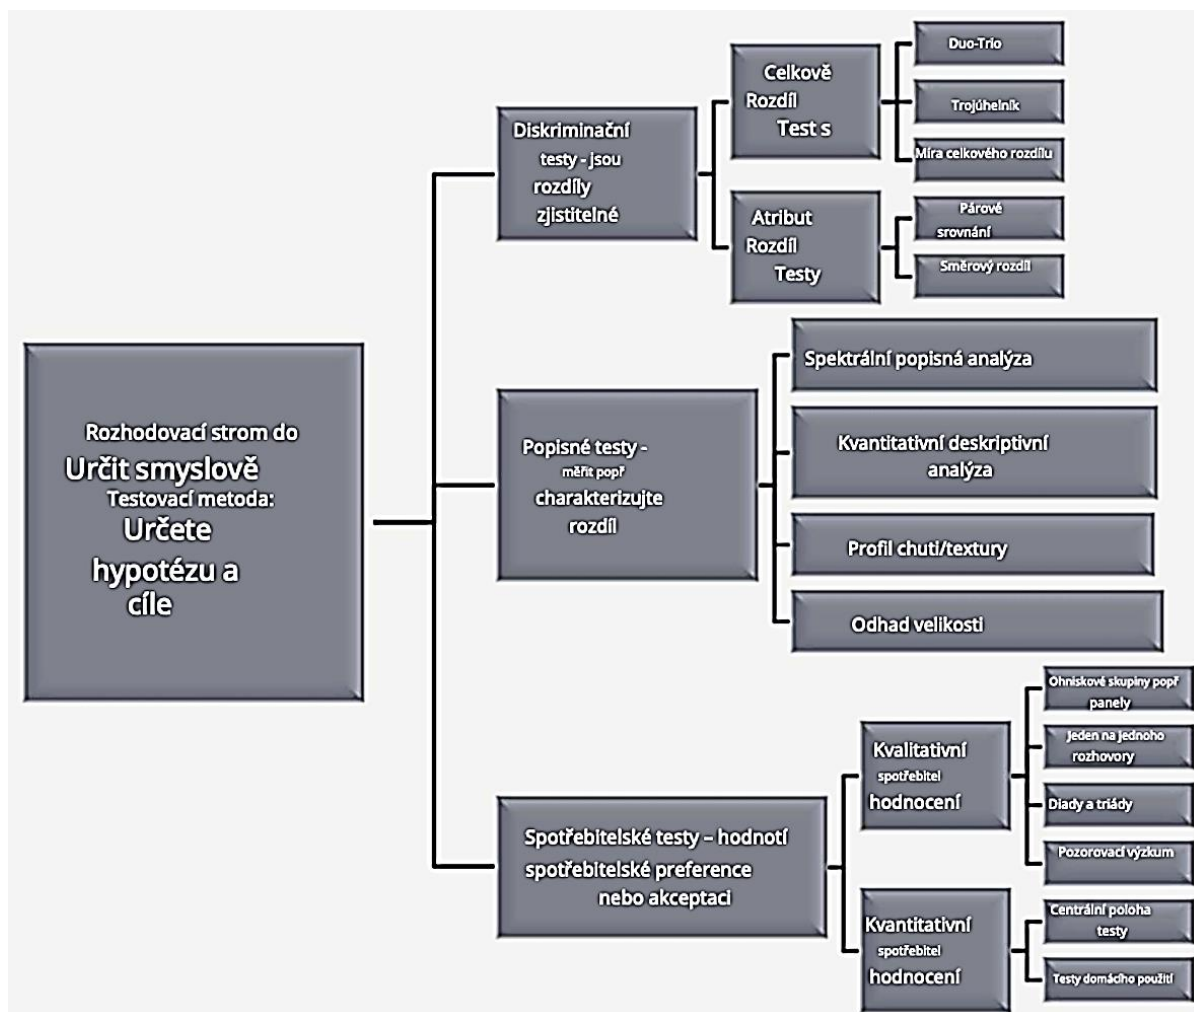 Rozhodovací strom do
Určit smyslově
Testovací metoda:
Určete
hypotézu a
cíle
Diskriminační
testy - jsou
rozdíly
zjistitelné
Celkově
Rozdíl
Test s
Duo-Trio
Trojúhelník
Míra celkového rozdílu
Atribut
Rozdíl
Testy
Párové
srovnání
Směrový rozdíl
Popisné testy -
měřit popř
charakterizujte
rozdíl
Spektrální popisná analýza
Kvantitativní deskriptivní
analýza
Profil chuti/textury
Odhad velikosti
Spotřebitelské testy – hodnotí
spotřebitelské preference
nebo akceptaci
Kvalitativní
spotřebitel
hodnocení
Ohniskové skupiny popř
panely
Jeden na jednoho
rozhovory
Diady a triády
Pozorovací výzkum
Kvantitativní
spotřebitel
hodnocení
Centrální poloha
testy
Testy domácího použití